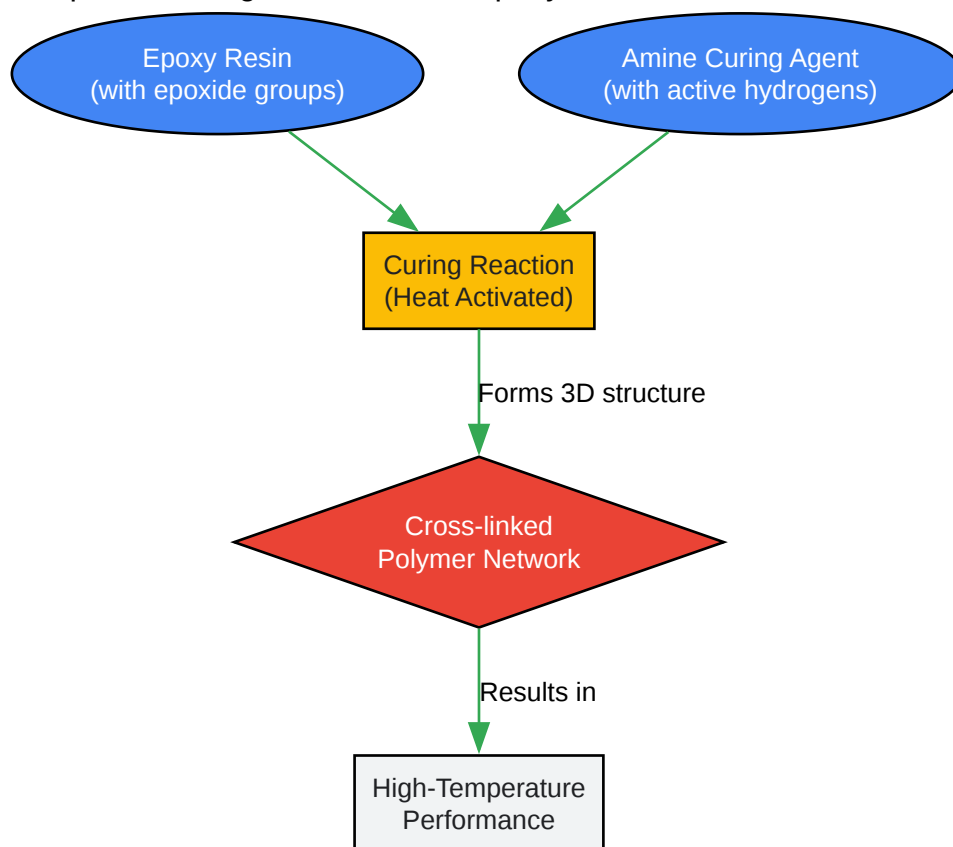 Epoxy Resin
(with epoxide groups)
Amine Curing Agent
(with active hydrogens)
Curing Reaction
(Heat Activated)
Forms 3D structure
Cross-linked
Polymer Network
Results in
High-Temperature
Performance